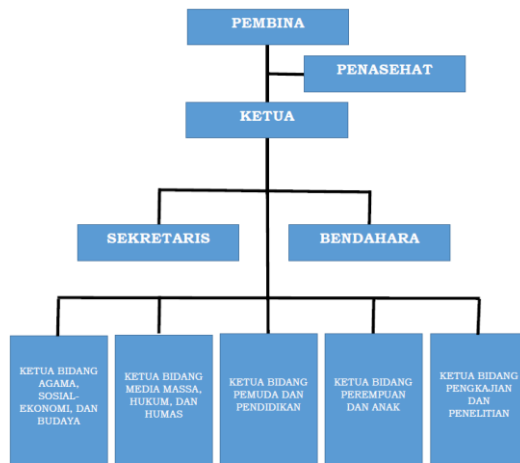 PEMBINA
PENASEHAT
KETUA
SEKRETARIS
BENDAHARA
KETUA BIDANG
AGAMA,
SOSIAL-
EKONOMI, DAN
BUDAYA
KETUA BIDANG
MEDIA MASSA,
HUKUM, DAN
HUMAS
KETUA BIDANG
PEMUDA DAN
PENDIDIKAN
KETUA BIDANG
PEREMPUAN
DAN ANAK
KETUA BIDANG
PENGKAJIAN
DAN
PENELITIAN